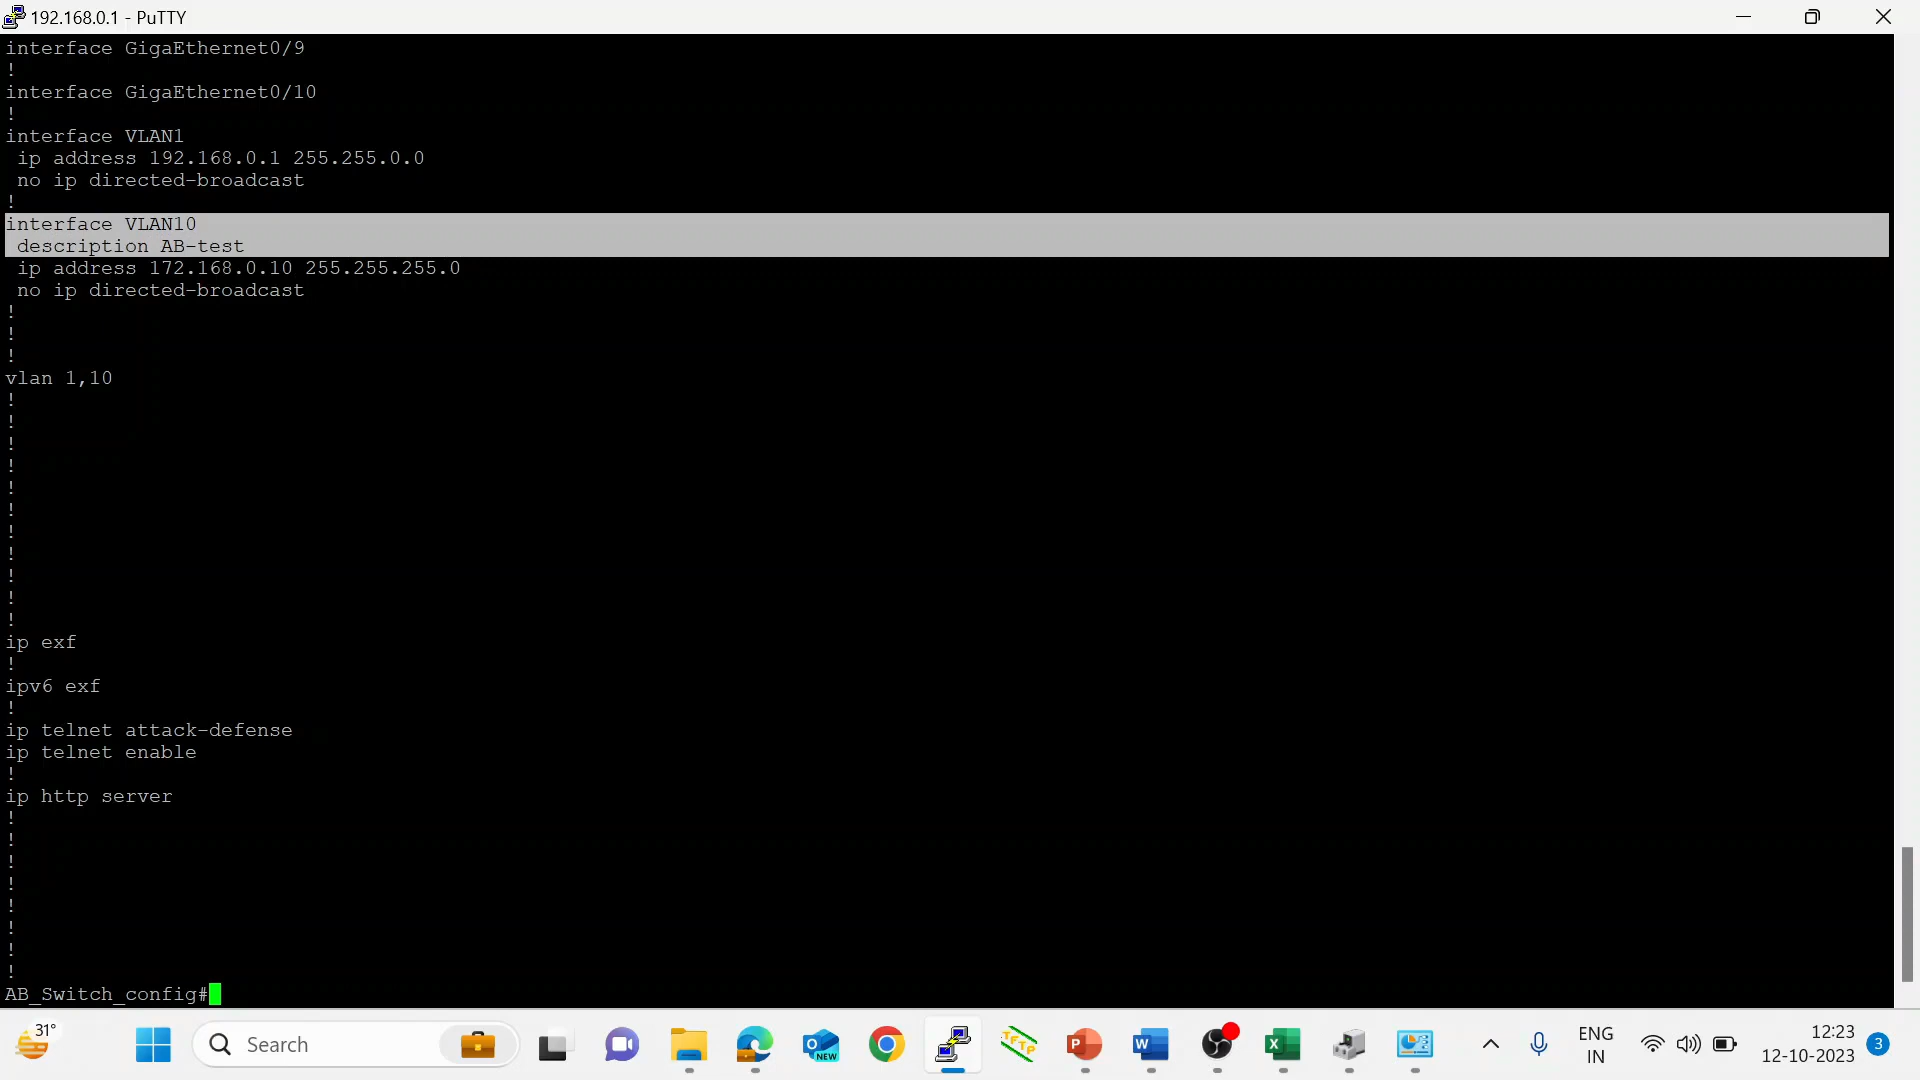 192.168.0.1 - PuTTY
interface GigaEthernet0/9
!
interface GigaEthernet0/10
!
interface VLAN1
ip address 192.168.0.1 255.255.0.0
no ip directed-broadcast
!
interface VLAN10
description AB-test
ip address 172.168.0.10 255.255.255.0
no ip directed-broadcast
!
!
!
vlan 1,10
!
!
!
!
!
!
!
!
!
!
!
ip exf
!
ipv6 exf
!
ip telnet attack-defense
ip telnet enable
!
ip http server
!
!
!
!
!
!
!
!
AB_Switch_config#
31°
Search
NEW
TFTP
ENG
IN
12:23
12-10-2023
3